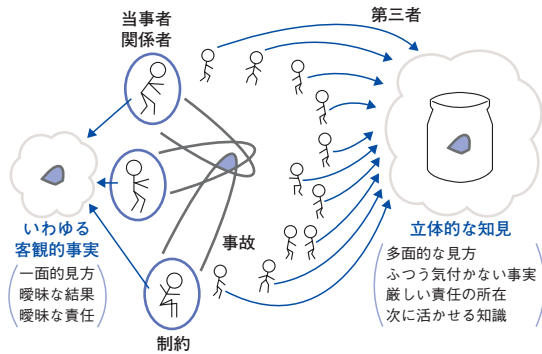 当事者
関係者
第三者
いわゆる
客観的事実
一面的見方
曖昧な結果
曖昧な責任
事故
制約
立体的な知見
多面的な見方
ふつう気付かない事実
厳しい責任の所在
次に活かせる知識